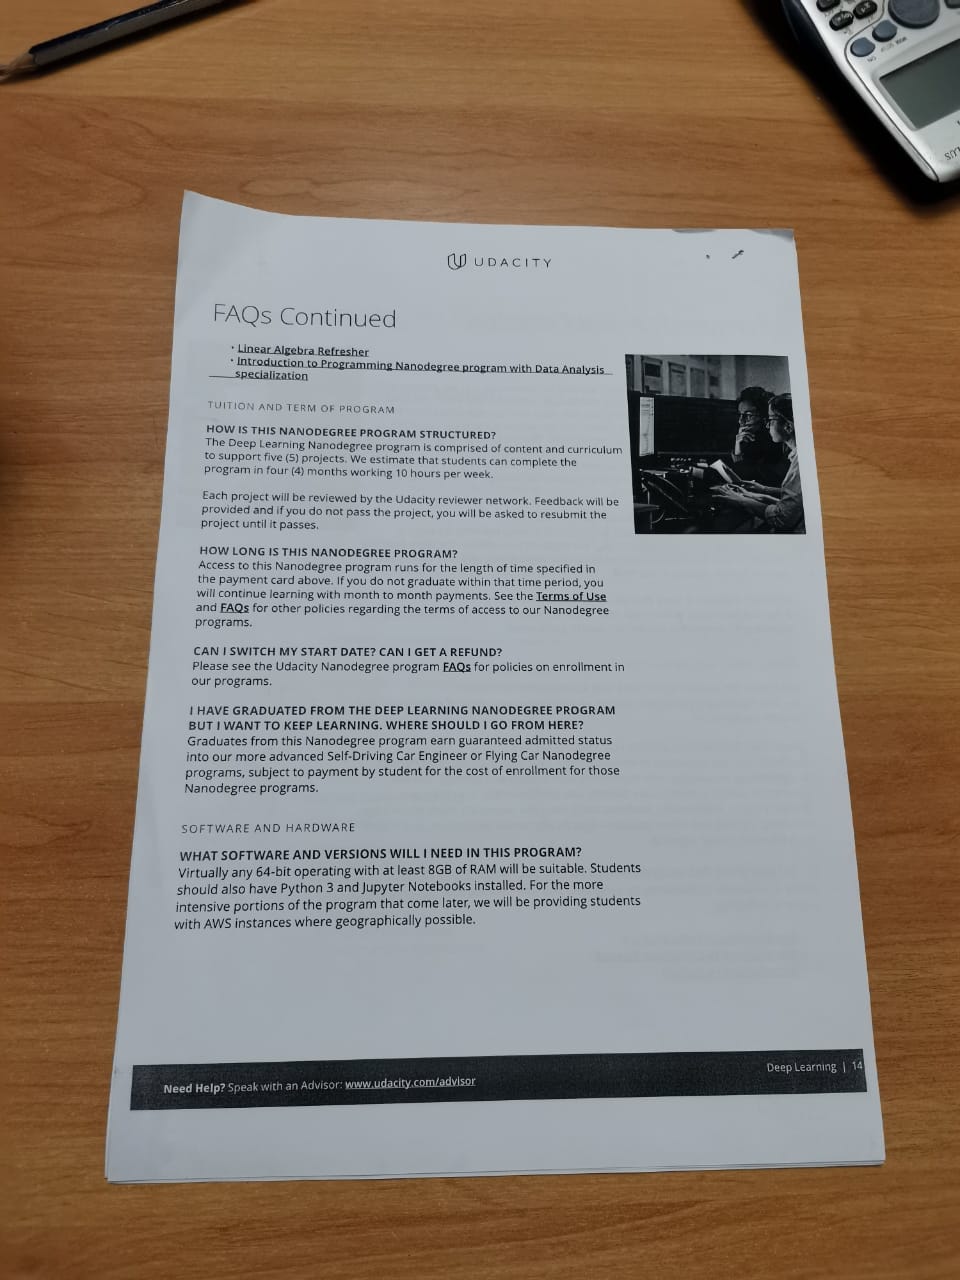 UDACITY
FAQs Continued
• Linear Algebra Refresher
• Introduction to Programming Nanodegree program with Data Analysis
specialization
TUITION AND TERM OF PROGRAM
HOW IS THIS NANODEGREE PROGRAM STRUCTURED?
The Deep Learning Nanodegree program is comprised of content and curriculum
to support five (5) projects. We estimate that students can complete the
program in four (4) months working 10 hours per week.
Each project will be reviewed by the Udacity reviewer network. Feedback will be
provided and if you do not pass the project, you will be asked to resubmit the
project until it passes.
HOW LONG IS THIS NANODEGREE PROGRAM?
Access to this Nanodegree program runs for the length of time specified in
the payment card above. If you do not graduate within that time period, you
will continue learning with month to month payments. See the Terms of Use
and FAQs for other policies regarding the terms of access to our Nanodegree
programs.
CAN I SWITCH MY START DATE? CAN I GET A REFUND?
Please see the Udacity Nanodegree program FAQs for policies on enrollment in
our programs.
I HAVE GRADUATED FROM THE DEEP LEARNING NANODEGREE PROGRAM
BUT I WANT TO KEEP LEARNING. WHERE SHOULD I GO FROM HERE?
Graduates from this Nanodegree program earn guaranteed admitted status
into our more advanced Self-Driving Car Engineer or Flying Car Nanodegree
programs, subject to payment by student for the cost of enrollment for those
Nanodegree programs.
SOFTWARE AND HARDWARE
WHAT SOFTWARE AND VERSIONS WILL I NEED IN THIS PROGRAM?
Virtually any 64-bit operating with at least 8GB of RAM will be suitable. Students
should also have Python 3 and Jupyter Notebooks installed. For the more
intensive portions of the program that come later, we will be providing students
with AWS instances where geographically possible.
Need Help? Speak with an Advisor: www.udacity.com/advisor
Deep Learning | 14